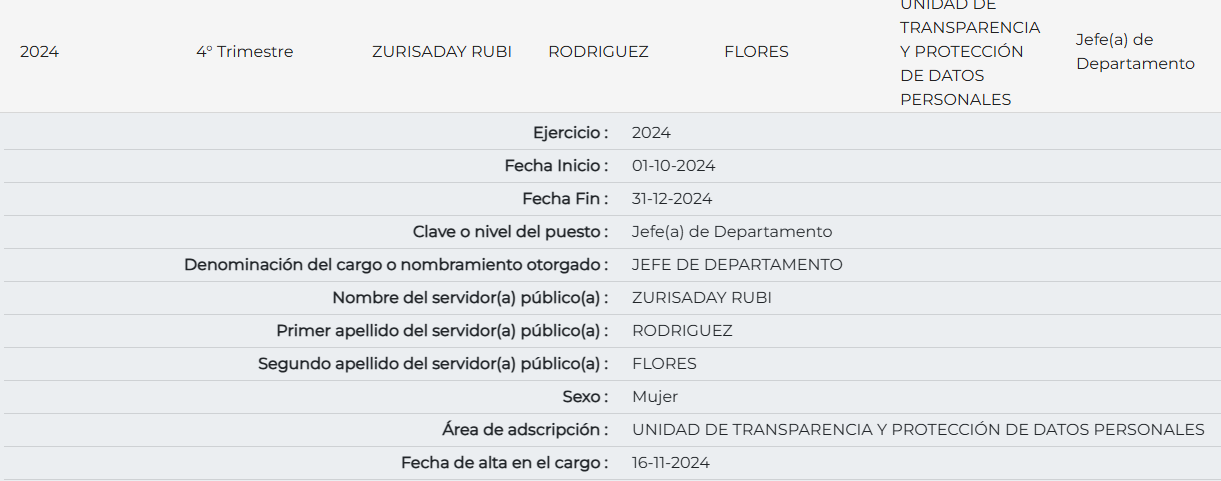 UNIDAD DE
TRANSPARENCIA
Y PROTECCIÓN
DE DATOS
PERSONALES
2024 4° Trimestre ZURISADAY RUBI RODRIGUEZ FLORES
Jefe(a) de
Departamento
Ejercicio : 2024
Fecha Inicio : 01-10-2024
Fecha Fin : 31-12-2024
Clave o nivel del puesto : Jefe(a) de Departamento
Denominación del cargo o nombramiento otorgado : JEFE DE DEPARTAMENTO
Nombre del servidor(a) público(a) : ZURISADAY RUBI
Primer apellido del servidor(a) público(a) : RODRIGUEZ
Segundo apellido del servidor(a) público(a) : FLORES
Sexo : Mujer
Área de adscripción : UNIDAD DE TRANSPARENCIA Y PROTECCIÓN DE DATOS PERSONALES
Fecha de alta en el cargo : 16-11-2024